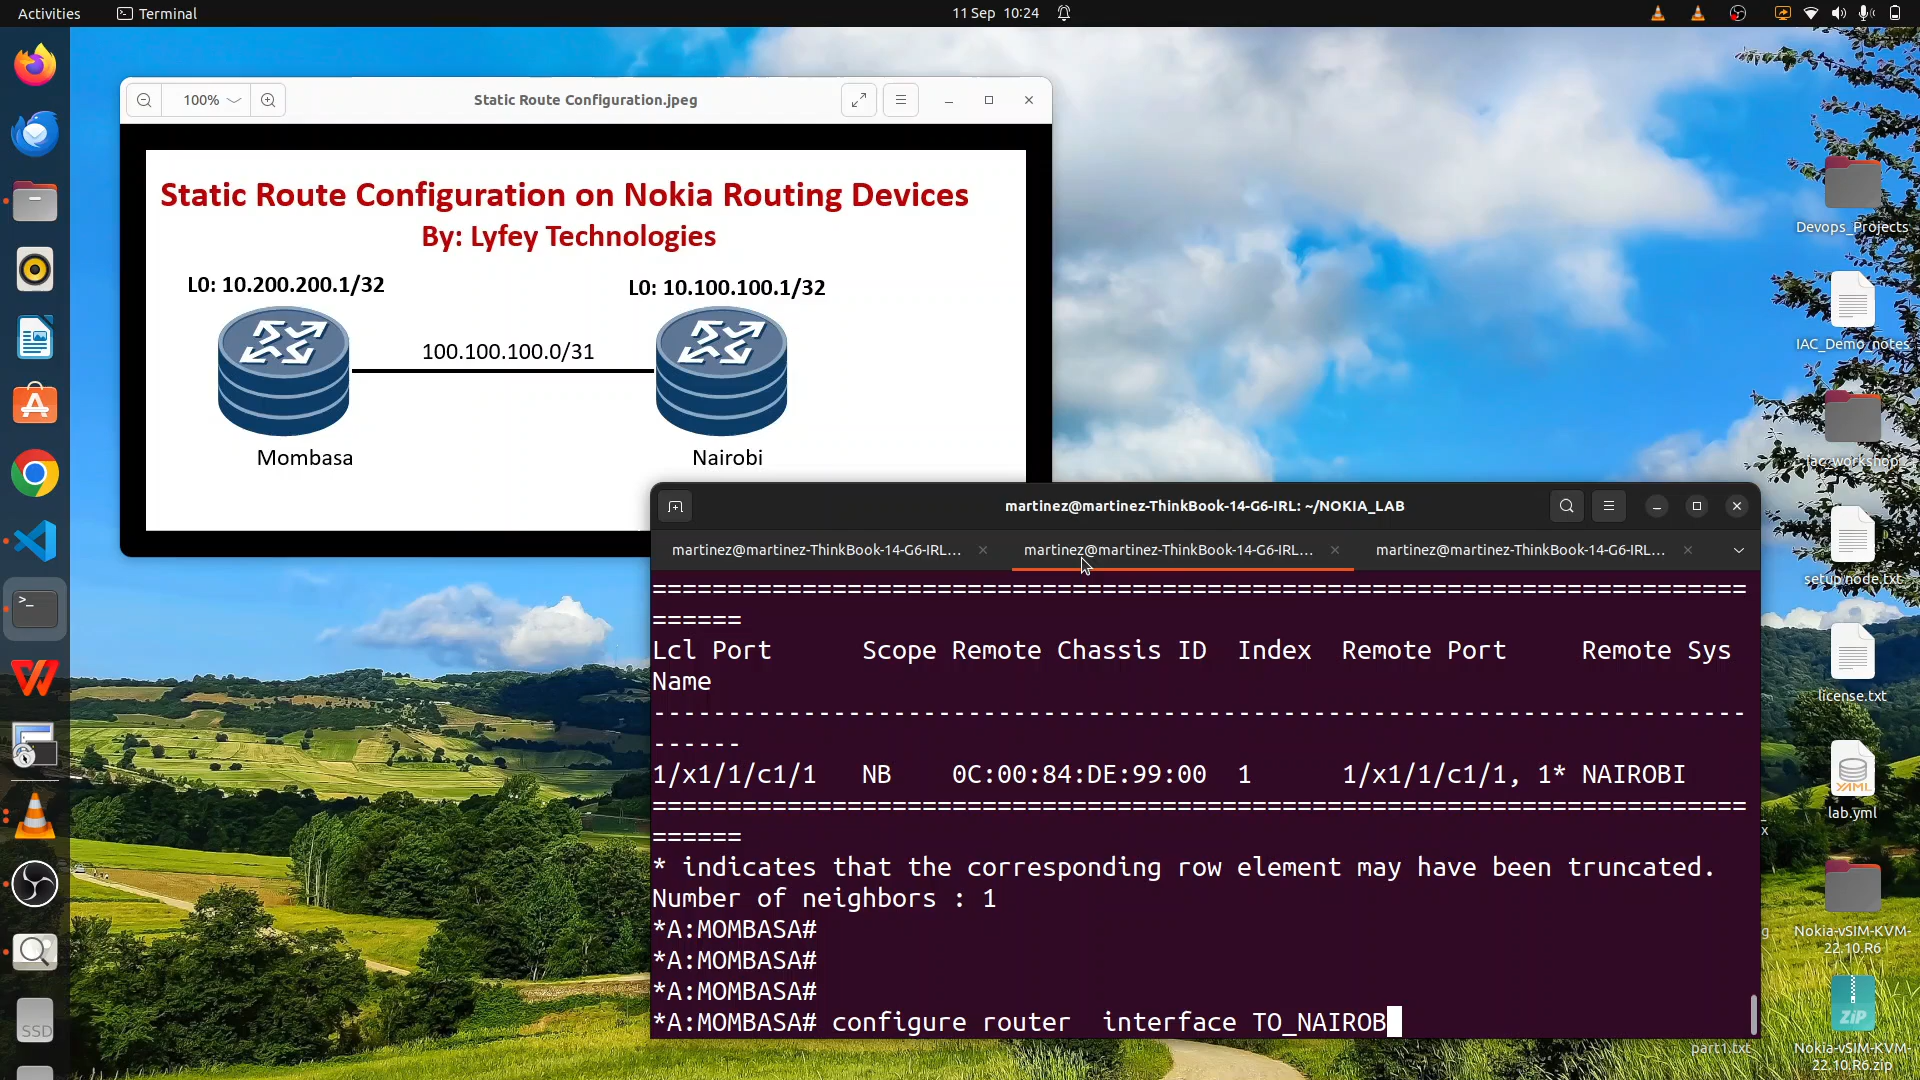 Activities
Terminal
11 Sep 10:24
100%
Static Route Configuration.jpeg
Static Route Configuration on Nokia Routing Devices
By: Lyfey Technologies
L0: 10.200.200.1/32
L0: 10.100.100.1/32
100.100.100.0/31
Mombasa
Nairobi
martinez@martinez-ThinkBook-14-G6-IRL: ~/NOKIA_LAB
martinez@martinez-ThinkBook-14-G6-IRL...
martinez@martinez-ThinkBook-14-G6-IRL...
martinez@martinez-ThinkBook-14-G6-IRL...
=========================================================================
======
Lcl Port Scope Remote Chassis ID Index Remote Port Remote Sys
Name
-------------------------------------------------------------------------
------
1/x1/1/c1/1 NB 0C:00:84:DE:99:00 1 1/x1/1/c1/1, 1* NAIROBI
=========================================================================
======
* indicates that the corresponding row element may have been truncated.
Number of neighbors : 1
*A:MOMBASA#
*A:MOMBASA#
*A:MOMBASA#
*A:MOMBASA# configure router interface TO_NAIROB
Devops_Projects
IAC_Demo_notes
iac_workshop
setup node.txt
license.txt
YAML
lab.yml
Nokia-vSIM-KVM-
22.10.R6
ZiP
Nokia-vSIM-KVM-
22.10.R6.zip
part1.txt
SSD